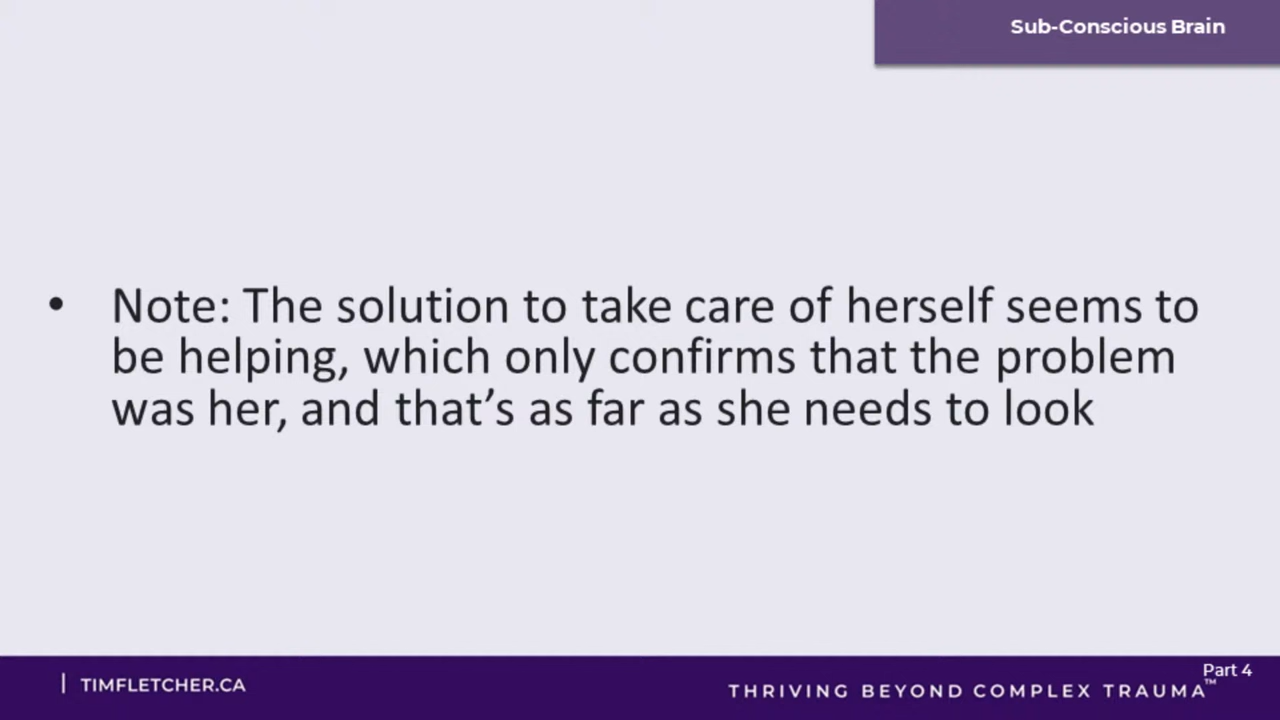 Sub-Conscious Brain
• Note: The solution to take care of herself seems to
be helping, which only confirms that the problem
was her, and that’s as far as she needs to look
| TIMFLETCHER.CA
Part 4
THRIVING BEYOND COMPLEX TRAUMA™